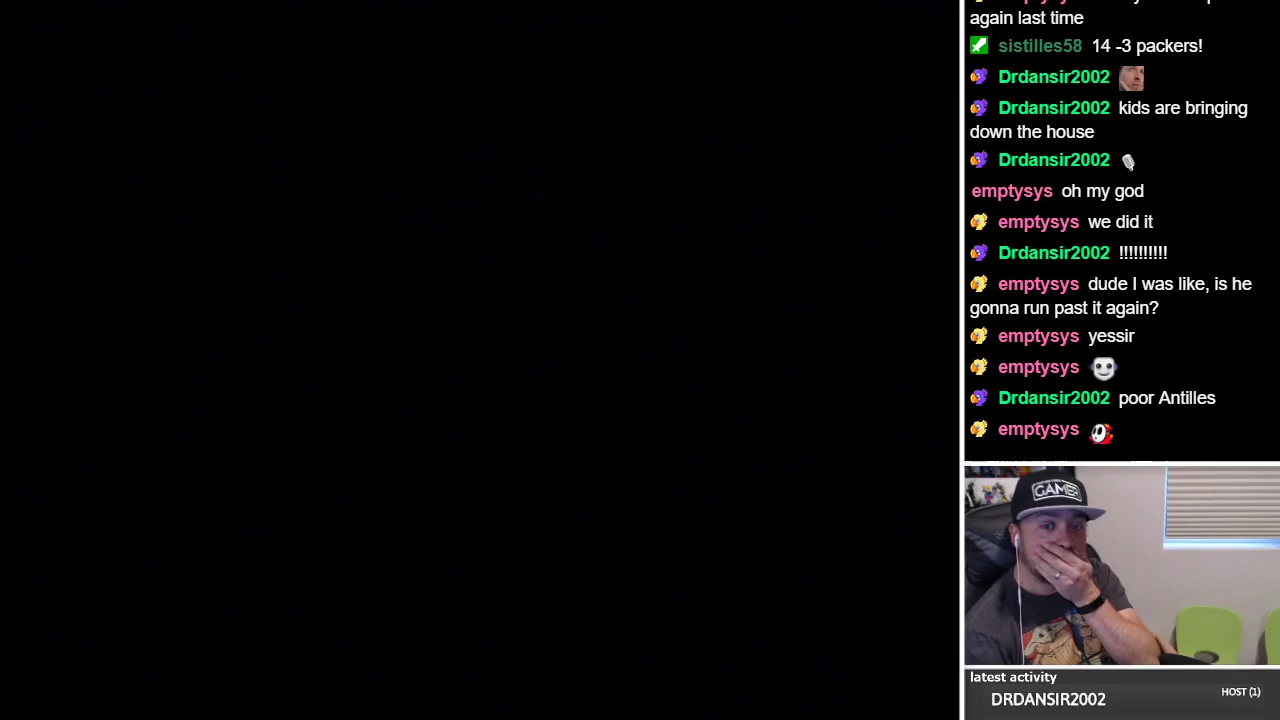 again last time
sistilles58 14 -3 packers!
Drdansir2002
Drdansir2002 kids are bringing
down the house
Drdansir2002
emptysys oh my god
emptysys we did it
Drdansir2002 !!!!!!!!!!
emptysys dude I was like, is he
gonna run past it again?
emptysys yessir
emptysys
Drdansir2002 poor Antilles
emptysys
GAMER
latest activity
DRDANSIR2002 HOST (1)